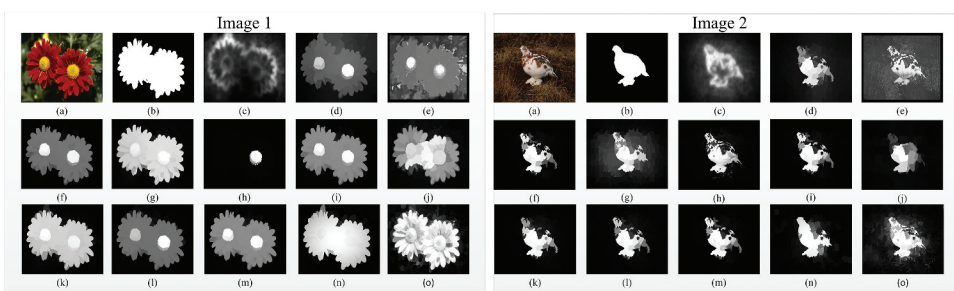 Image 1
(a) (b) (c) (d) (e)
(f) (g) (h) (i) (j)
(k) (l) (m) (n) (o)
Image 2
(a) (b) (c) (d) (e)
(f) (g) (h) (i) (j)
(k) (l) (m) (n) (o)